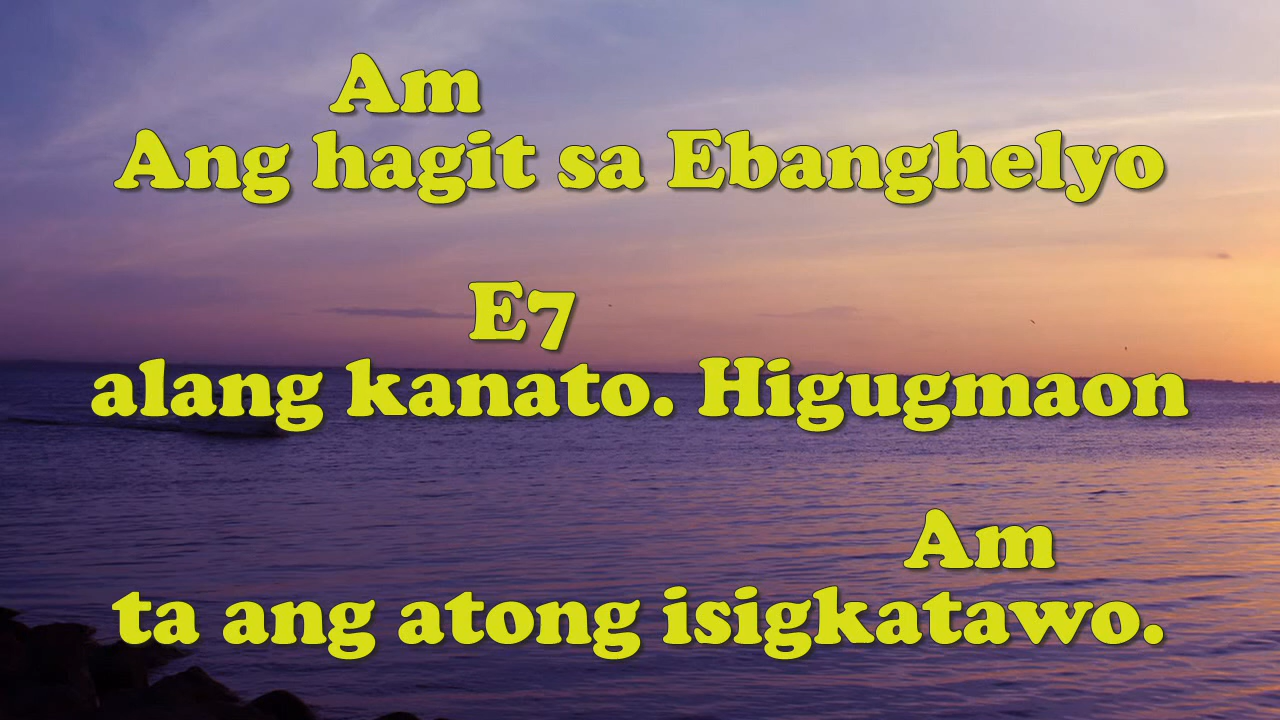 Am
Ang hagit sa Ebanghelyo
E7
alang kanato. Higugmaon
Am
ta ang atong isigkatawo.